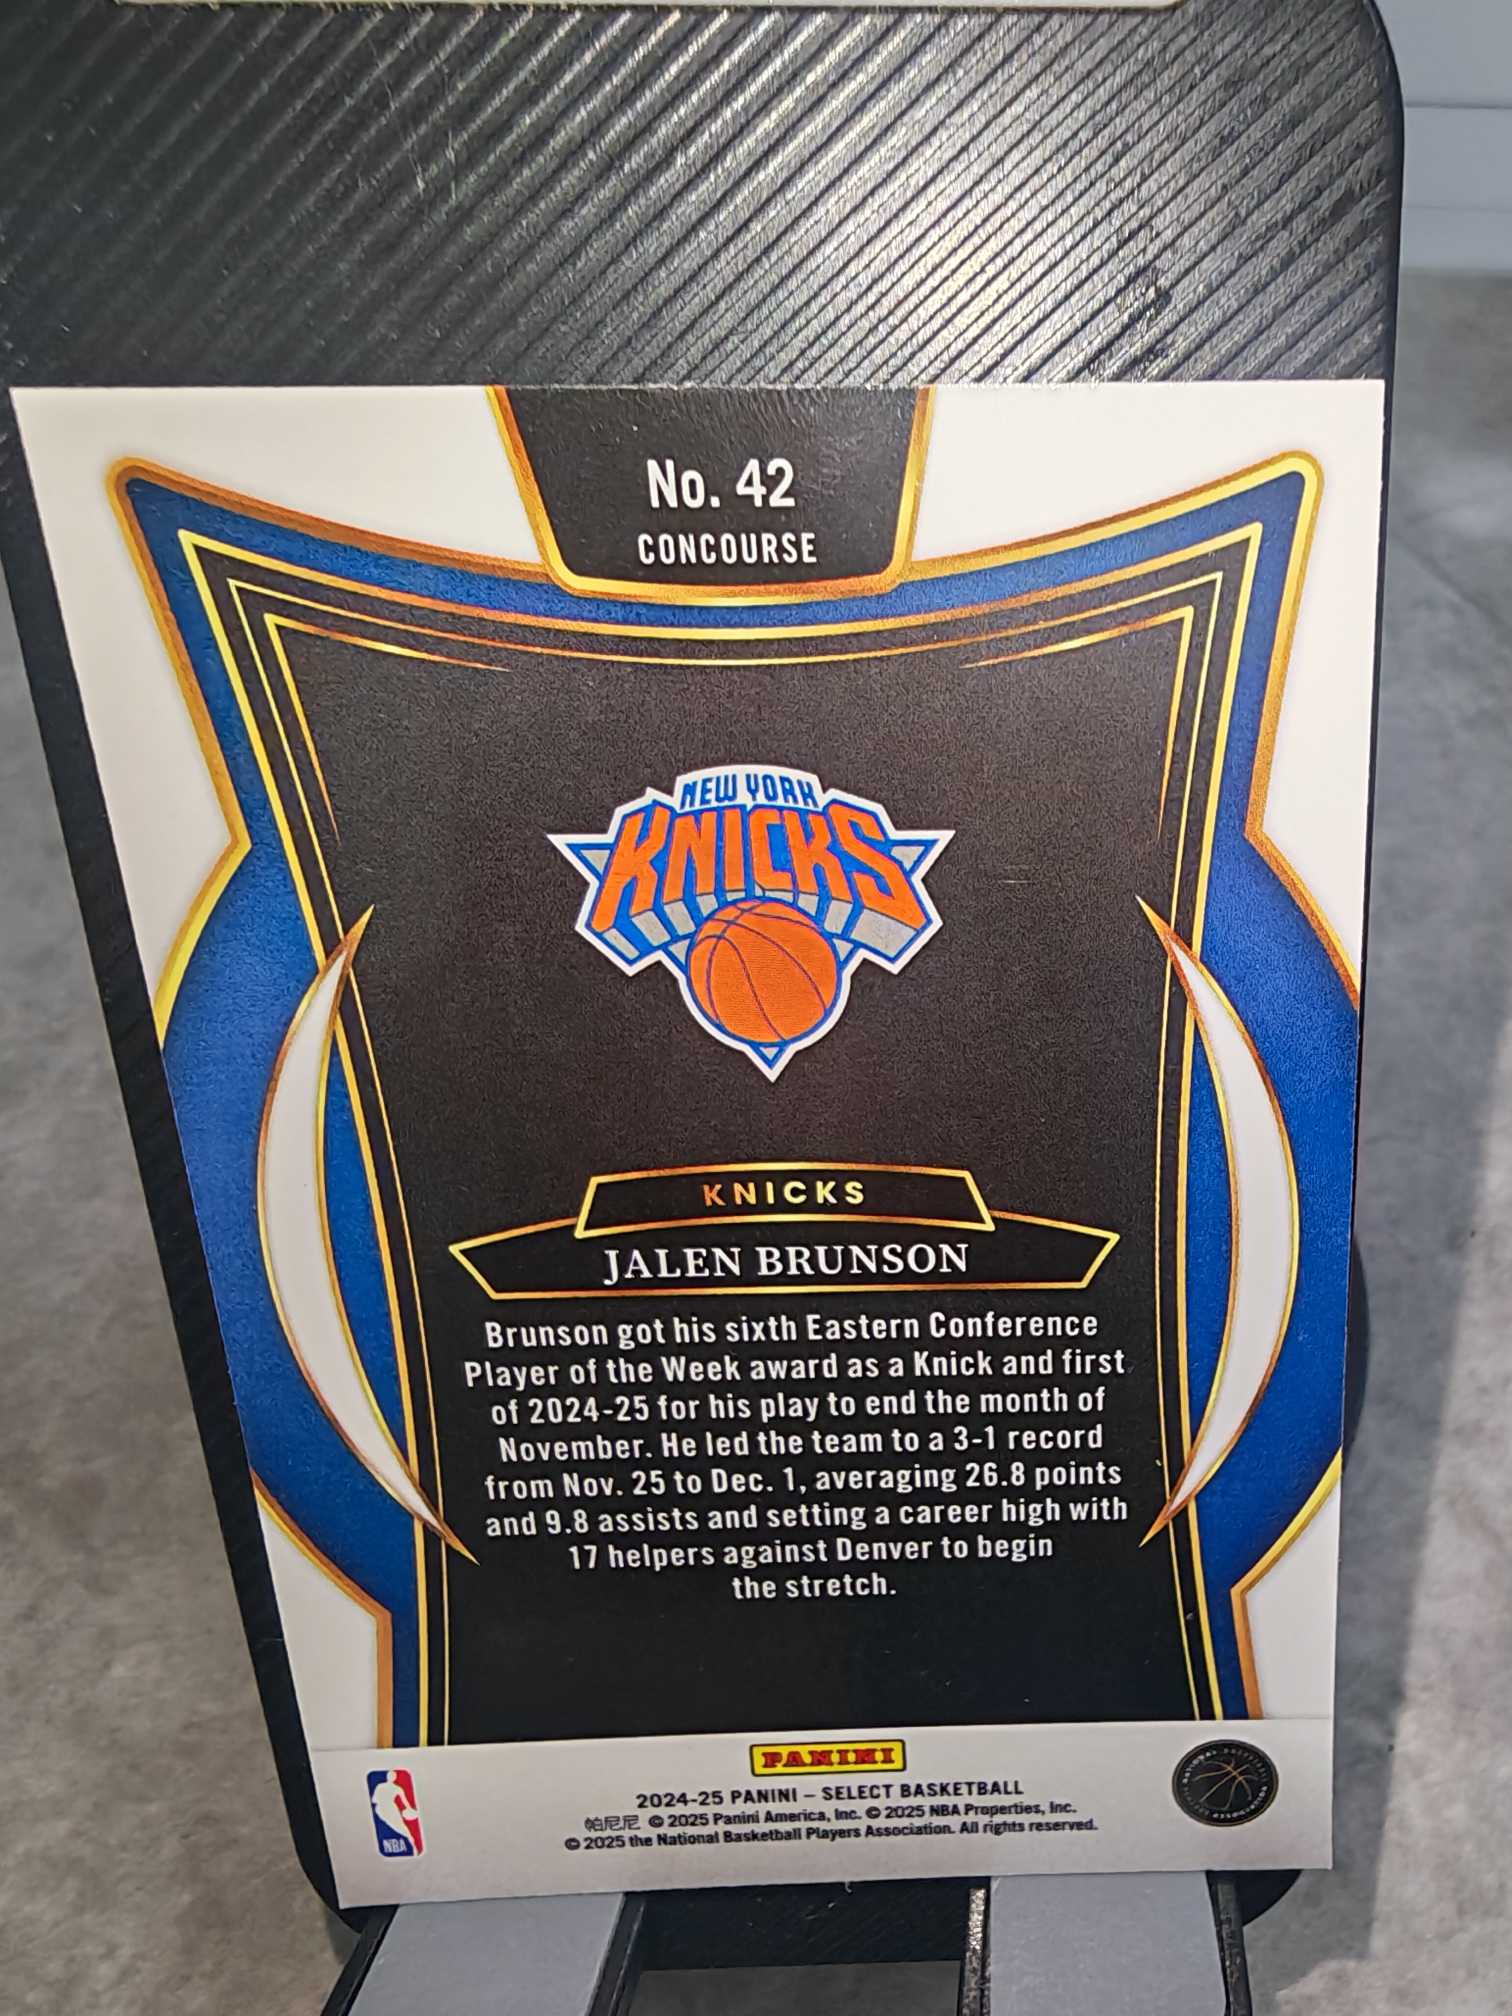 No. 42
CONCOURSE
NEW YORK
KNICKS
KNICKS
JALEN BRUNSON
Brunson got his sixth Eastern Conference
Player of the Week award as a Knick and first
of 2024-25 for his play to end the month of
November. He led the team to a 3-1 record
from Nov. 25 to Dec. 1, averaging 26.8 points
and 9.8 assists and setting a career high with
17 helpers against Denver to begin
the stretch.
PANINI
2024-25 PANINI – SELECT BASKETBALL
帕尼尼 © 2025 Panini America, Inc. © 2025 NBA Properties, Inc.
© 2025 the National Basketball Players Association. All rights reserved.
NBA